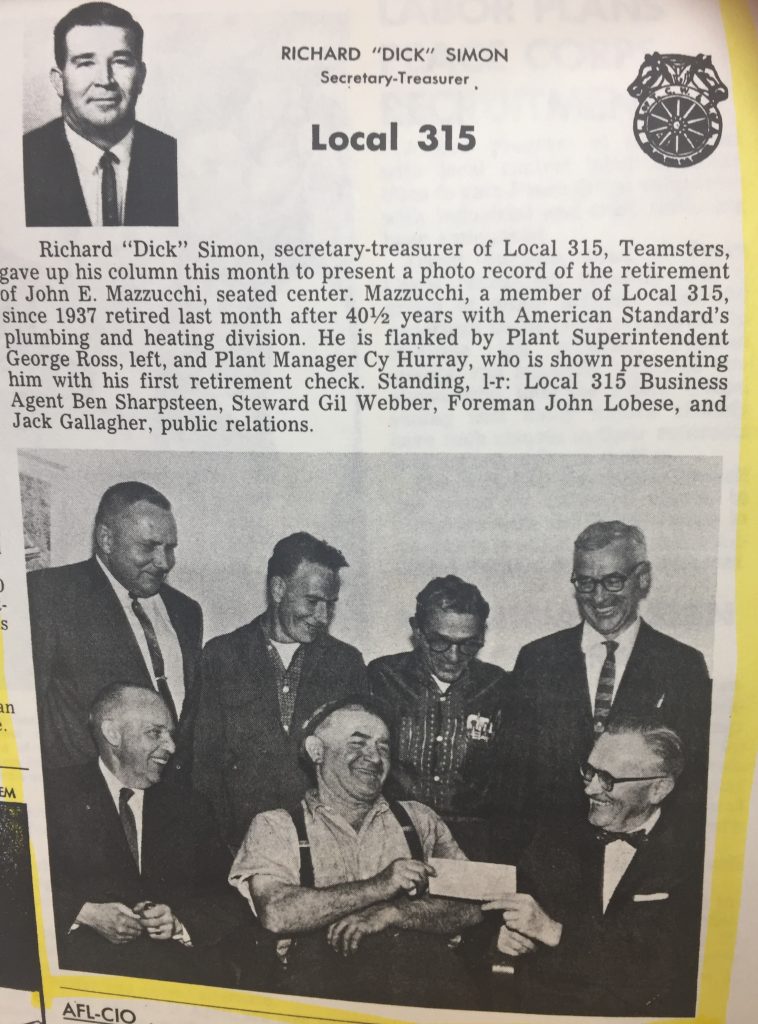 RICHARD "DICK" SIMON
Secretary-Treasurer
Local 315
Richard "Dick" Simon, secretary-treasurer of Local 315, Teamsters,
gave up his column this month to present a photo record of the retirement
of John E. Mazzucchi, seated center. Mazzucchi, a member of Local 315,
since 1937 retired last month after 40½ years with American Standard's
plumbing and heating division. He is flanked by Plant Superintendent
George Ross, left, and Plant Manager Cy Hurray, who is shown presenting
him with his first retirement check. Standing, l-r: Local 315 Business
Agent Ben Sharpsteen, Steward Gil Webber, Foreman John Lobese, and
Jack Gallagher, public relations.
AFL-CIO